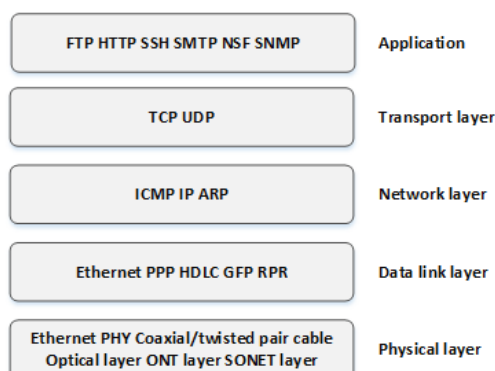 FTP HTTP SSH SMTP NSF SNMP
Application
TCP UDP
Transport layer
ICMP IP ARP
Network layer
Ethernet PPP HDLC GFP RPR
Data link layer
Ethernet PHY Coaxial/twisted pair cable
Optical layer ONT layer SONET layer
Physical layer